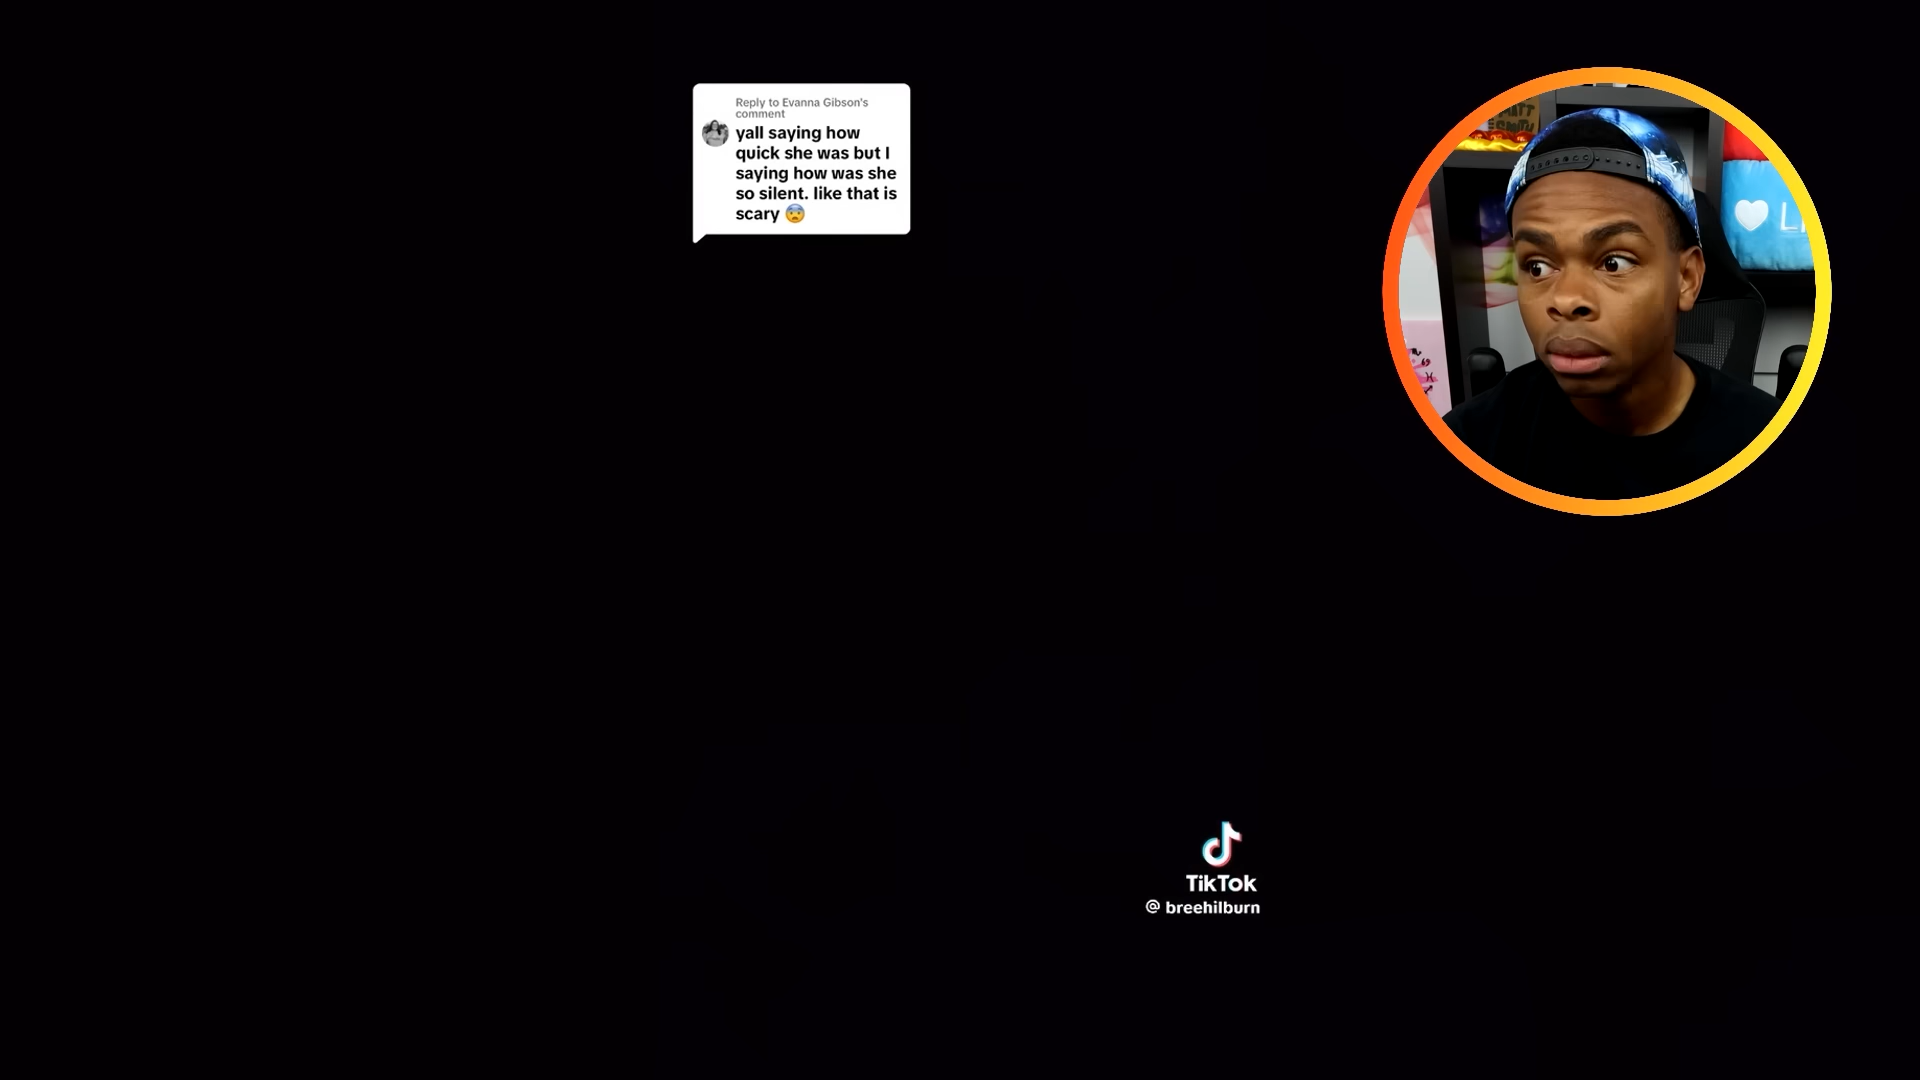 Reply to Evanna Gibson's
comment
yall saying how
quick she was but I
saying how was she
so silent. like that is
scary 😨
TikTok
@ breehilburn